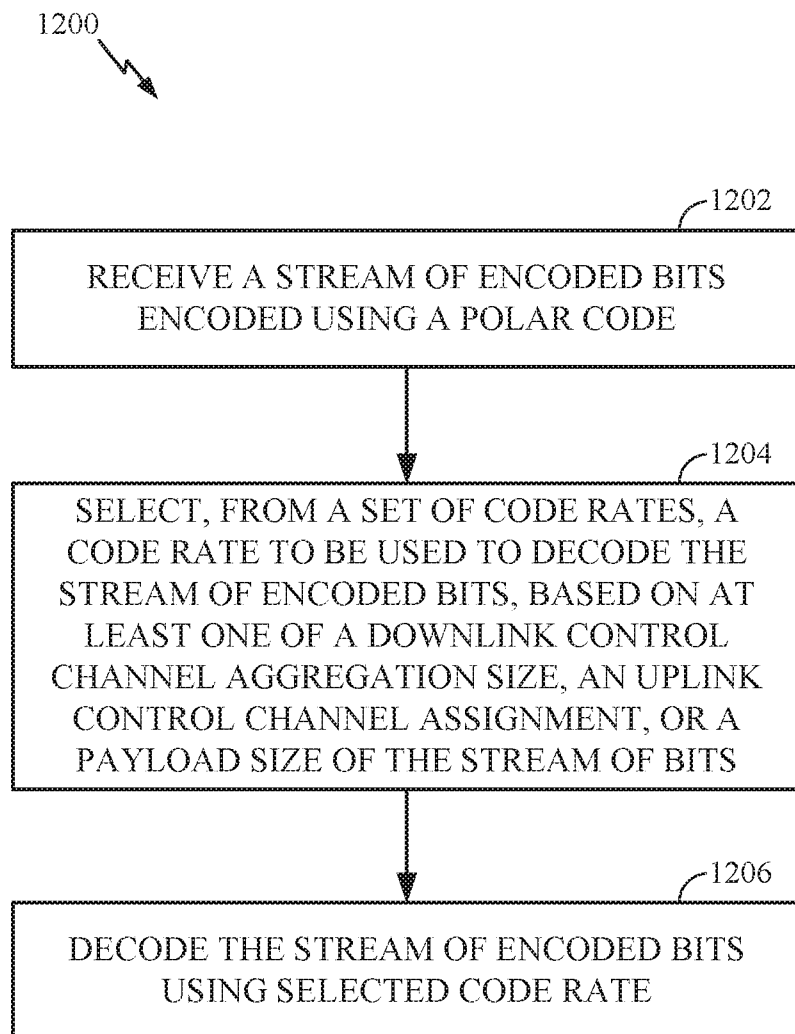 1200
1202
RECEIVE A STREAM OF ENCODED BITS
ENCODED USING A POLAR CODE
1204
SELECT, FROM A SET OF CODE RATES, A
CODE RATE TO BE USED TO DECODE THE
STREAM OF ENCODED BITS, BASED ON AT
LEAST ONE OF A DOWNLINK CONTROL
CHANNEL AGGREGATION SIZE, AN UPLINK
CONTROL CHANNEL ASSIGNMENT, OR A
PAYLOAD SIZE OF THE STREAM OF BITS
1206
DECODE THE STREAM OF ENCODED BITS
USING SELECTED CODE RATE